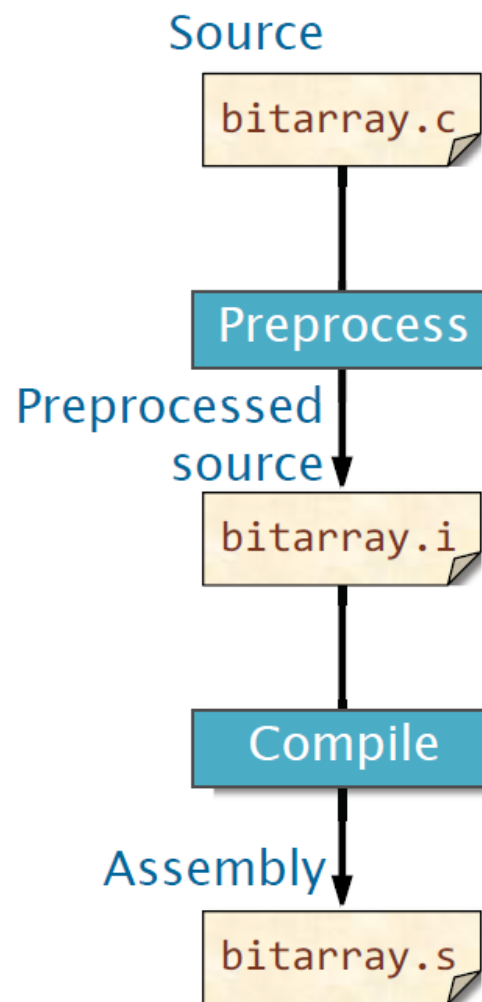 Source
bitarray.c
Preprocess
Preprocessed
source
bitarray.i
Compile
Assembly
bitarray.s